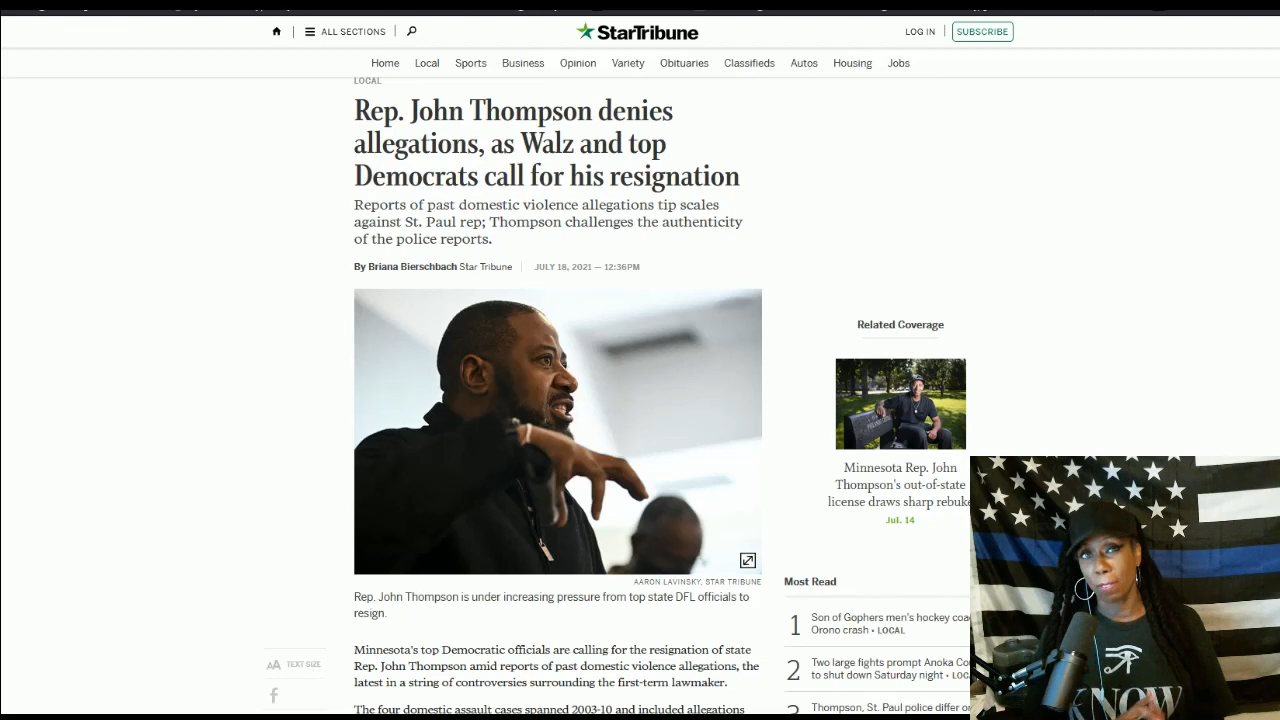 ALL SECTIONS
StarTribune
LOG IN
SUBSCRIBE
Home Local Sports Business Opinion Variety Obituaries Classifieds Autos Housing Jobs
LOCAL
Rep. John Thompson denies
allegations, as Walz and top
Democrats call for his resignation
Reports of past domestic violence allegations tip scales
against St. Paul rep; Thompson challenges the authenticity
of the police reports.
By Briana Bierschbach Star Tribune
JULY 18, 2021 — 12:36PM
AARON LAVINSKY, STAR TRIBUNE
Rep. John Thompson is under increasing pressure from top state DFL officials to
resign.
TEXT SIZE
Minnesota's top Democratic officials are calling for the resignation of state
Rep. John Thompson amid reports of past domestic violence allegations, the
latest in a string of controversies surrounding the first-term lawmaker.
The four domestic assault cases spanned 2003-10 and included allegations
Related Coverage
Minnesota Rep. John
Thompson's out-of-state
license draws sharp rebuke
Jul. 14
Most Read
1 Son of Gophers men's hockey coa
Orono crash • LOCAL
2 Two large fights prompt Anoka Co
to shut down Saturday night • LOC
3 Thompson, St. Paul police differ o
KNOW